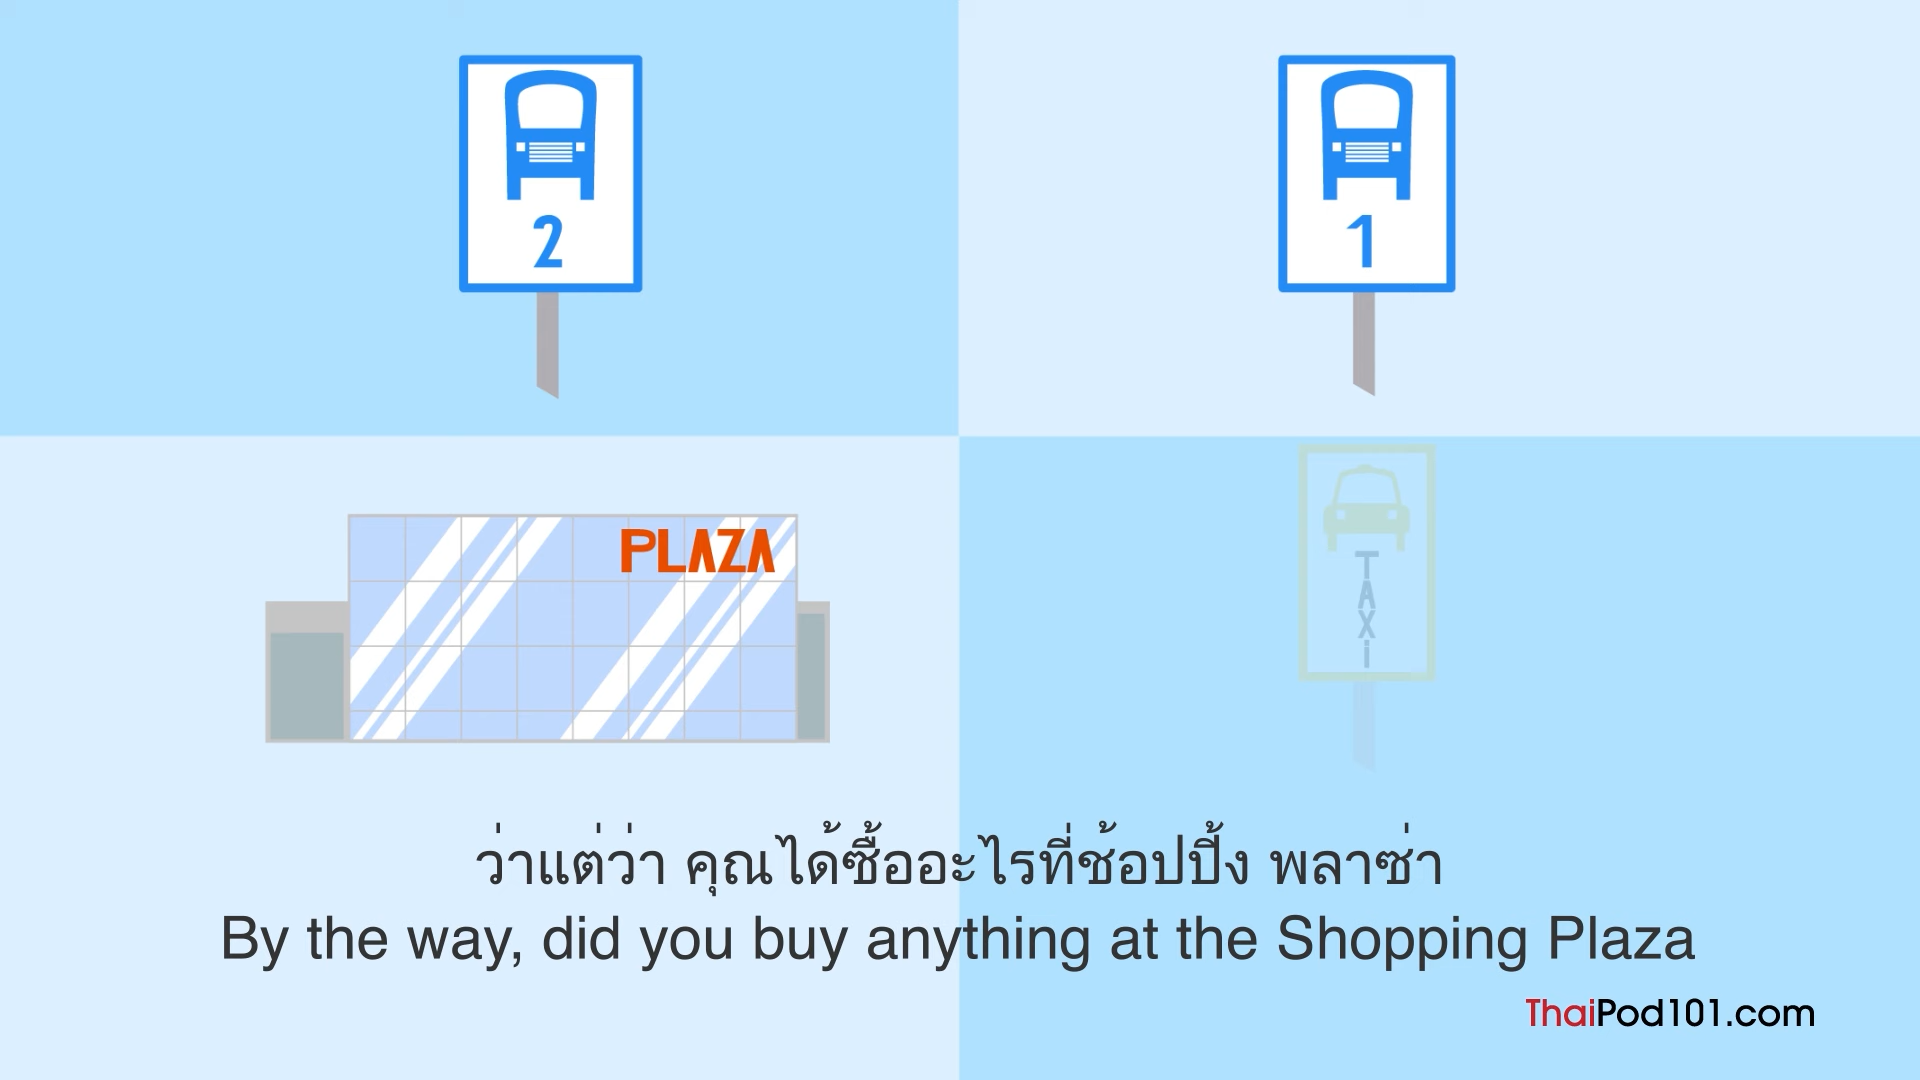 2
1
PLAZA
TAXi
ว่าแต่ว่า คุณได้ซื้ออะไรที่ช้อปปิ้ง พลาซ่า
By the way, did you buy anything at the Shopping Plaza
ThaiPod101.com